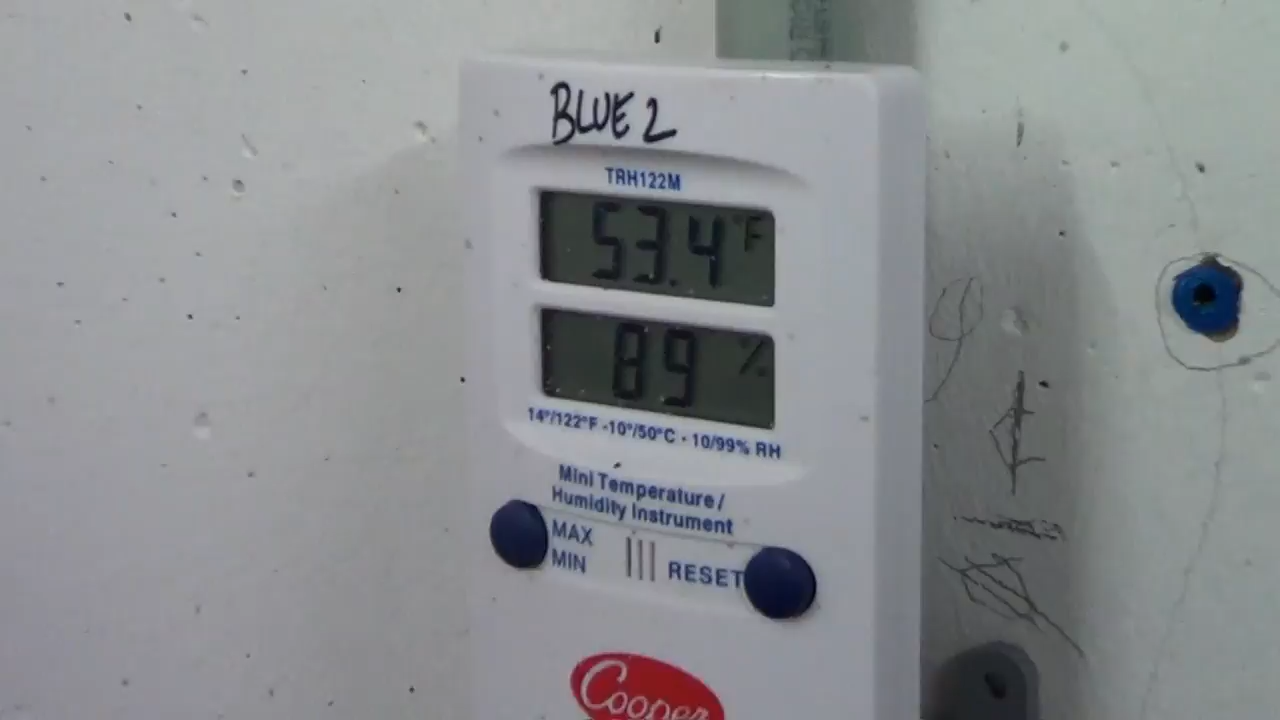 BLUE 2
TRH122M
53.4 °F
89 %
14°/122°F -10°/50°C - 10/99% RH
Mini Temperature/
Humidity Instrument
MAX
MIN
RESET
Cooper